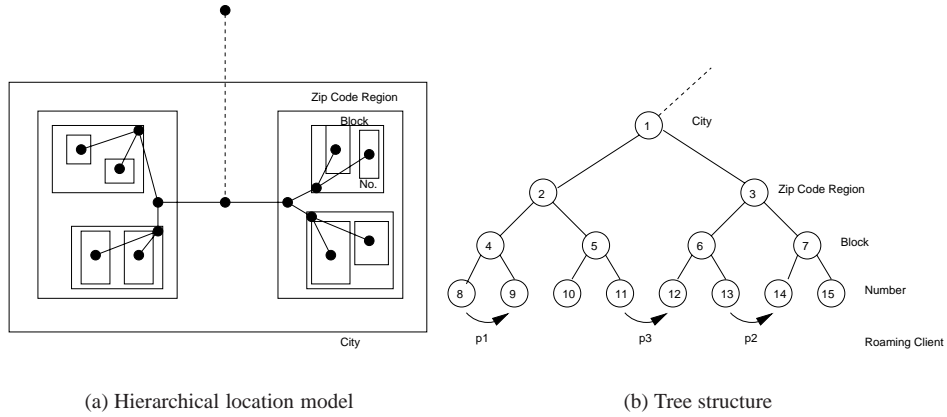 Zip Code Region
Block
No.
City
(a) Hierarchical location model
1
City
2
3
Zip Code Region
4
5
6
7
Block
8
9
10
11
12
13
14
15
Number
p1
p3
p2
Roaming Client
(b) Tree structure